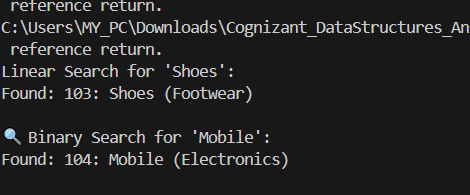 reference return.
C:\Users\MY_PC\Downloads\Cognizant_DataStructures_An
reference return.
Linear Search for 'Shoes':
Found: 103: Shoes (Footwear)
🔍 Binary Search for 'Mobile':
Found: 104: Mobile (Electronics)